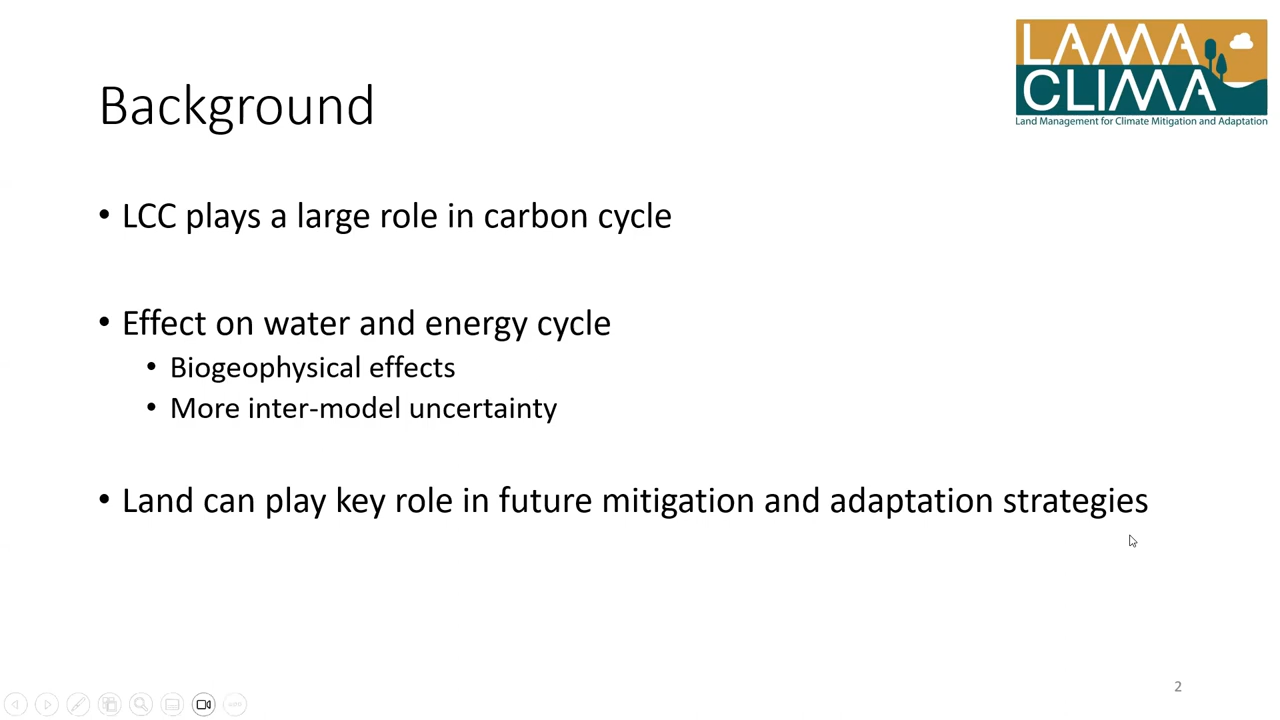 LAMA
CLIMA
Land Management for Climate Mitigation and Adaptation
Background
• LCC plays a large role in carbon cycle
• Effect on water and energy cycle
• Biogeophysical effects
• More inter-model uncertainty
• Land can play key role in future mitigation and adaptation strategies
2